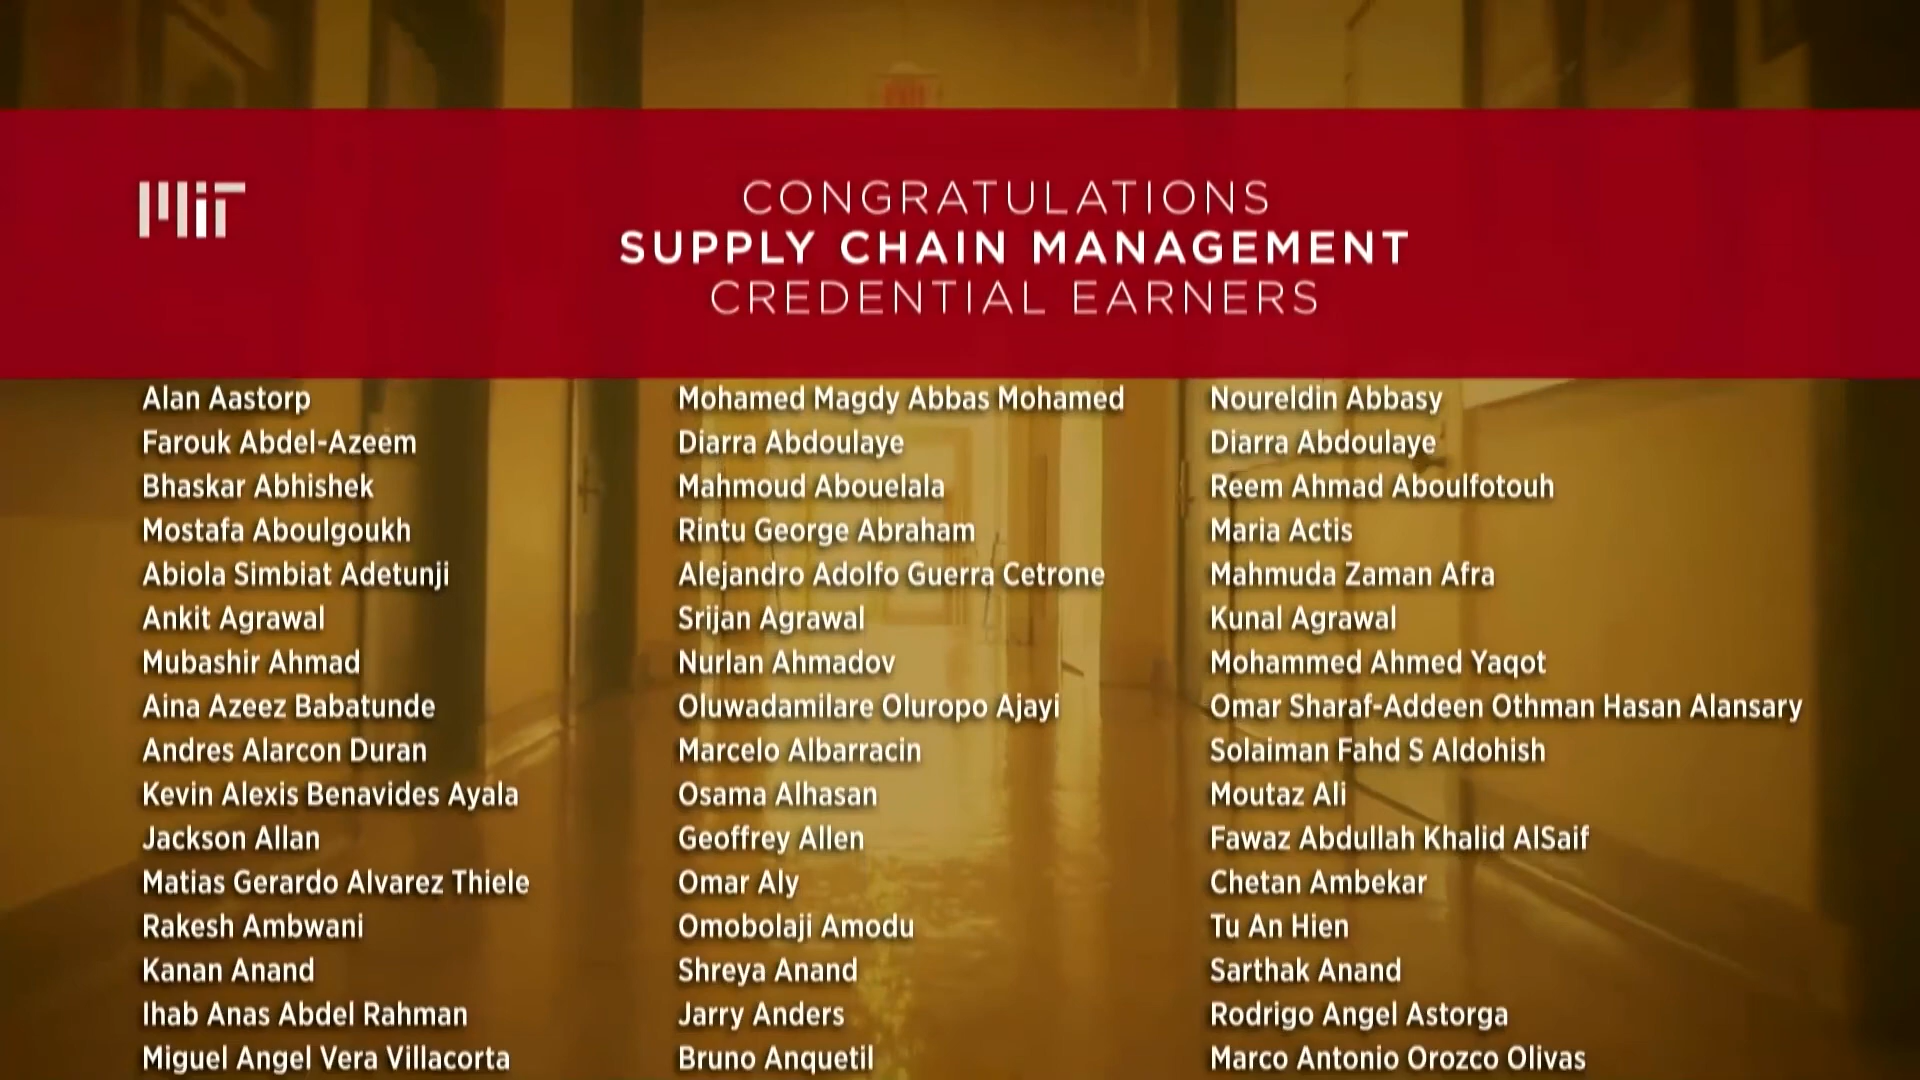 MIT
CONGRATULATIONS
SUPPLY CHAIN MANAGEMENT
CREDENTIAL EARNERS
Alan Aastorp
Mohamed Magdy Abbas Mohamed
Noureldin Abbasy
Farouk Abdel-Azeem
Diarra Abdoulaye
Diarra Abdoulaye
Bhaskar Abhishek
Mahmoud Abouelala
Reem Ahmad Aboulfotouh
Mostafa Aboulgoukh
Rintu George Abraham
Maria Actis
Abiola Simbiat Adetunji
Alejandro Adolfo Guerra Cetrone
Mahmuda Zaman Afra
Ankit Agrawal
Srijan Agrawal
Kunal Agrawal
Mubashir Ahmad
Nurlan Ahmadov
Mohammed Ahmed Yaqot
Aina Azeez Babatunde
Oluwadamilare Oluropo Ajayi
Omar Sharaf-Addeen Othman Hasan Alansary
Andres Alarcon Duran
Marcelo Albarracin
Solaiman Fahd S Aldohish
Kevin Alexis Benavides Ayala
Osama Alhasan
Moutaz Ali
Jackson Allan
Geoffrey Allen
Fawaz Abdullah Khalid AlSaif
Matias Gerardo Alvarez Thiele
Omar Aly
Chetan Ambekar
Rakesh Ambwani
Omobolaji Amodu
Tu An Hien
Kanan Anand
Shreya Anand
Sarthak Anand
Ihab Anas Abdel Rahman
Jarry Anders
Rodrigo Angel Astorga
Miguel Angel Vera Villacorta
Bruno Anquetil
Marco Antonio Orozco Olivas